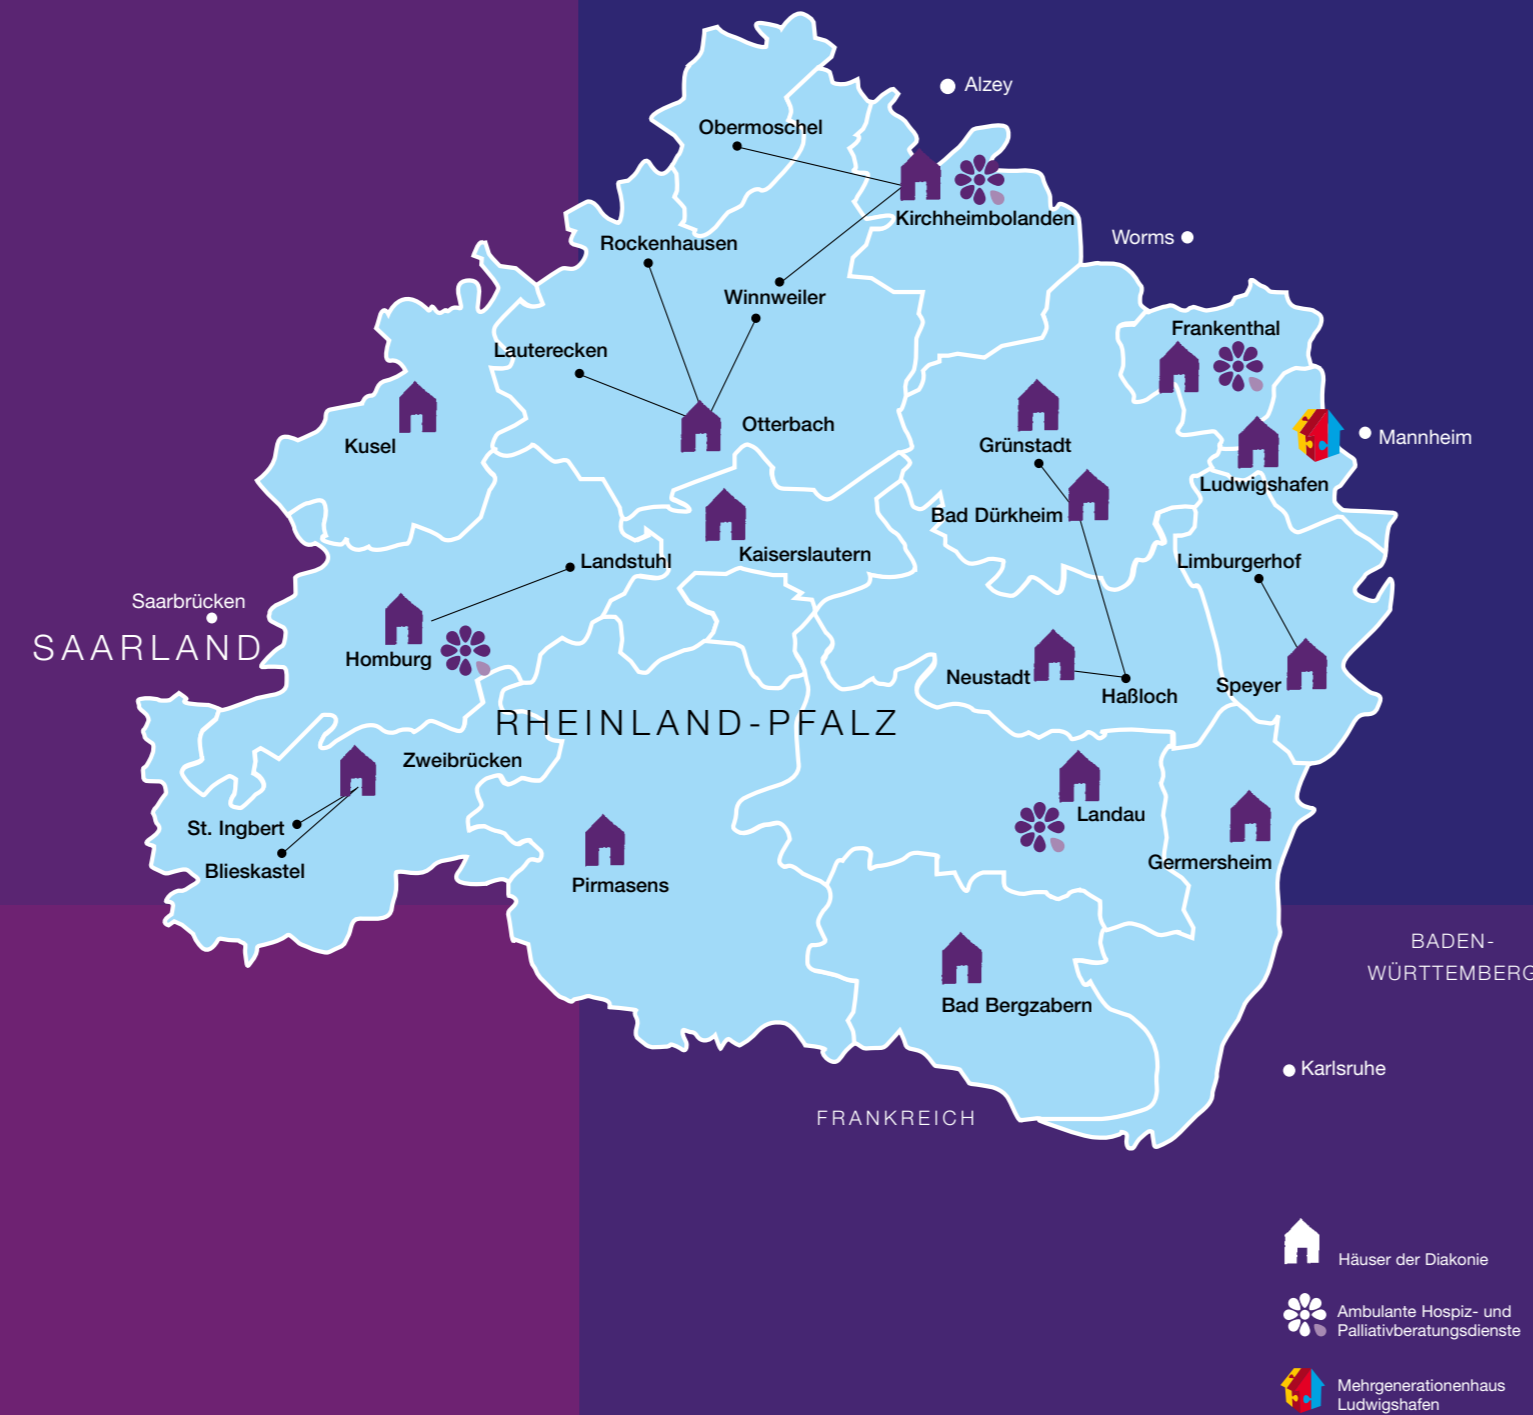 Alzey
Obermoschel
Kirchheimbolanden
Worms
Rockenhausen
Winnweiler
Frankenthal
Lauterecken
Otterbach
Kusel
Grünstadt
Mannheim
Ludwigshafen
Bad Dürkheim
Kaiserslautern
Landstuhl
Limburgerhof
Saarbrücken
SAARLAND
Homburg
Neustadt
Haßloch
Speyer
RHEINLAND-PFALZ
Zweibrücken
St. Ingbert
Blieskastel
Landau
Germersheim
Pirmasens
BADEN-
WÜRTTEMBERG
Bad Bergzabern
Karlsruhe
FRANKREICH
Häuser der Diakonie
Ambulante Hospiz- und
Palliativberatungsdienste
Mehrgenerationenhaus
Ludwigshafen